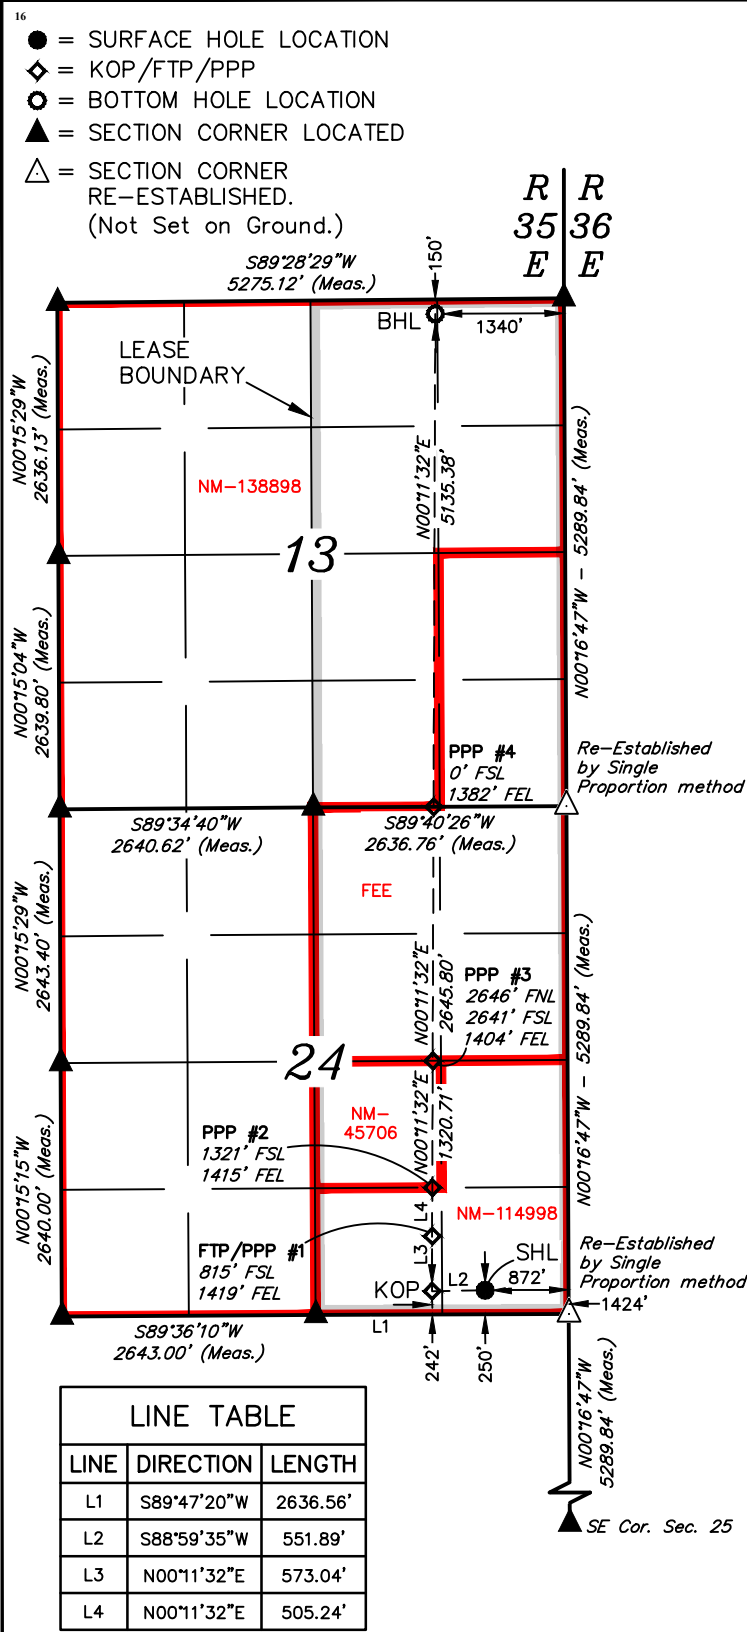 16
= SURFACE HOLE LOCATION
= KOP/FTP/PPP
= BOTTOM HOLE LOCATION
= SECTION CORNER LOCATED
= SECTION CORNER
RE-ESTABLISHED.
(Not Set on Ground.)
R R
35 36
E E
S89°28'29"W
5275.12' (Meas.)
150'
BHL
1340'
LEASE
BOUNDARY
N00°15'29"W
2636.13' (Meas.)
NM-138898
N00°11'32"E
5135.38'
N00°16'47"W - 5289.84' (Meas.)
13
N00°15'04"W
2639.80' (Meas.)
PPP #4
0' FSL
1382' FEL
Re-Established
by Single
Proportion method
S89°34'40"W
2640.62' (Meas.)
S89°40'26"W
2636.76' (Meas.)
FEE
N00°15'29"W
2643.40' (Meas.)
N00°11'32"E
2645.80'
PPP #3
2646' FNL
2641' FSL
1404' FEL
N00°16'47"W - 5289.84' (Meas.)
24
NM-
45706
N00°11'32"E
1320.71'
PPP #2
1321' FSL
1415' FEL
N00°15'15"W
2640.00' (Meas.)
L4
NM-114998
FTP/PPP #1
815' FSL
1419' FEL
L3
SHL
KOP
L2
872'
Re-Established
by Single
Proportion method
1424'
L1
S89°36'10"W
2643.00' (Meas.)
242'
250'
N00°16'47"W
5289.84' (Meas.)
SE Cor. Sec. 25
LINE TABLE
LINE DIRECTION LENGTH
L1 S89°47'20"W 2636.56'
L2 S88°59'35"W 551.89'
L3 N00°11'32"E 573.04'
L4 N00°11'32"E 505.24'